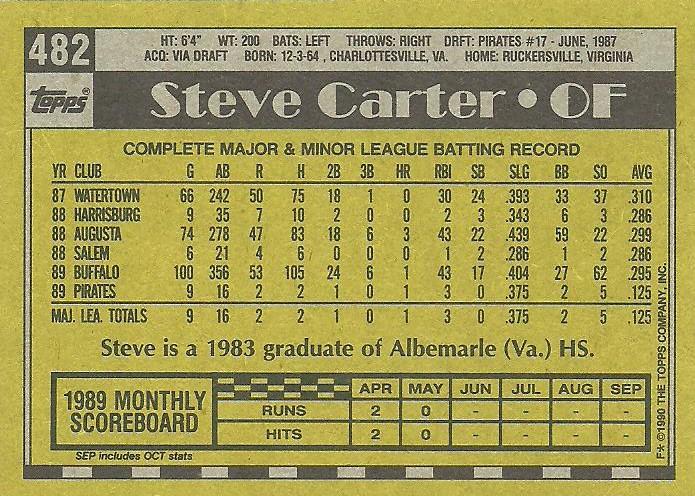 482
HT: 6'4" WT: 200 BATS: LEFT THROWS: RIGHT DRFT: PIRATES #17 - JUNE, 1987
ACQ: VIA DRAFT BORN: 12-3-64 , CHARLOTTESVILLE, VA. HOME: RUCKERSVILLE, VIRGINIA
Topps®
Steve Carter • OF
COMPLETE MAJOR & MINOR LEAGUE BATTING RECORD
YR CLUB G AB R H 2B 3B HR RBI SB SLG BB SO AVG
87 WATERTOWN 66 242 50 75 18 1 0 30 24 .393 33 37 .310
88 HARRISBURG 9 35 7 10 2 0 0 2 3 .343 6 3 .286
88 AUGUSTA 74 278 47 83 18 6 3 43 22 .439 59 22 .299
88 SALEM 6 21 4 6 0 0 0 1 2 .286 1 2 .286
89 BUFFALO 100 356 53 105 24 6 1 43 17 .404 27 62 .295
89 PIRATES 9 16 2 2 1 0 1 3 0 .375 2 5 .125
MAJ. LEA. TOTALS 9 16 2 2 1 0 1 3 0 .375 2 5 .125
Steve is a 1983 graduate of Albemarle (Va.) HS.
1989 MONTHLY
SCOREBOARD
APR MAY JUN JUL AUG SEP
RUNS 2 0 - - - -
HITS 2 0 - - - -
SEP includes OCT stats
F* ©1990 THE TOPPS COMPANY, INC.